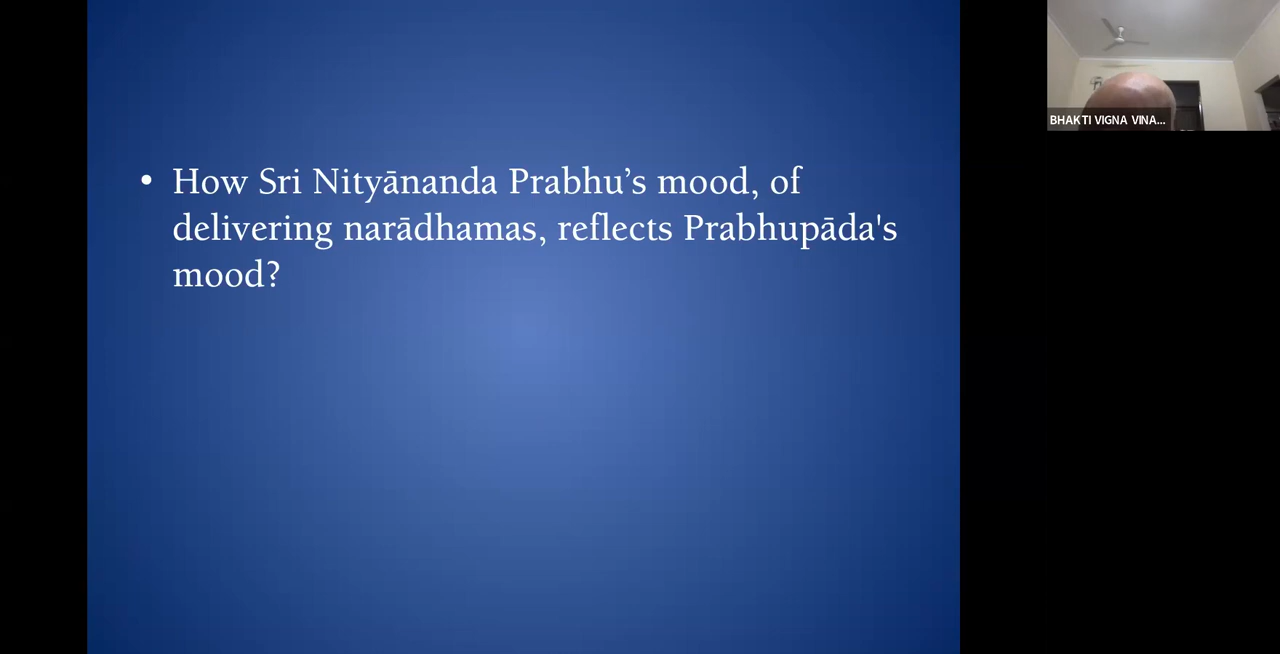 • How Sri Nityānanda Prabhu’s mood, of
delivering narādhamas, reflects Prabhupāda's
mood?
BHAKTI VIGNA VINA...